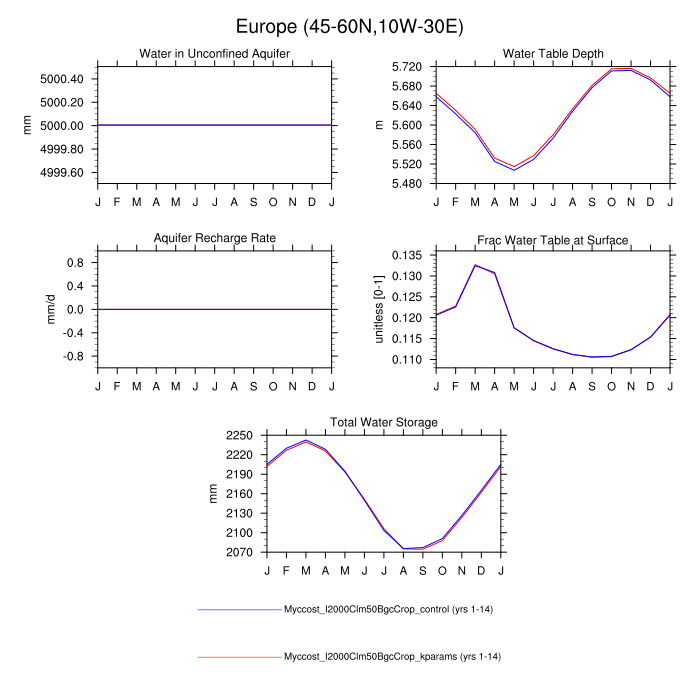 Europe (45-60N,10W-30E)
Water in Unconfined Aquifer
mm
5000.40
5000.20
5000.00
4999.80
4999.60
J F M A M J J A S O N D J
Water Table Depth
m
5.720
5.680
5.640
5.600
5.560
5.520
5.480
J F M A M J J A S O N D J
Aquifer Recharge Rate
mm/d
0.8
0.4
0.0
-0.4
-0.8
J F M A M J J A S O N D J
Frac Water Table at Surface
unitless [0-1]
0.135
0.130
0.125
0.120
0.115
0.110
J F M A M J J A S O N D J
Total Water Storage
mm
2250
2220
2190
2160
2130
2100
2070
J F M A M J J A S O N D J
Myccost_I2000Clm50BgcCrop_control (yrs 1-14)
Myccost_I2000Clm50BgcCrop_kparams (yrs 1-14)